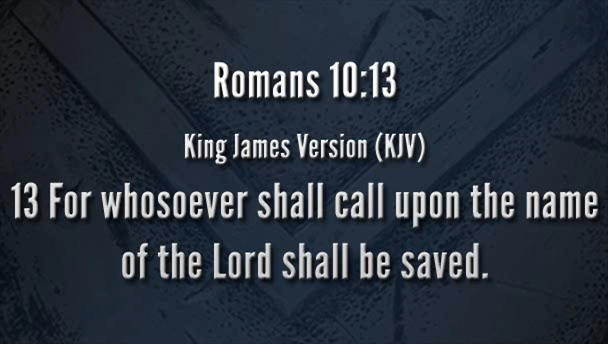 Romans 10:13
King James Version (KJV)
13 For whosoever shall call upon the name
of the Lord shall be saved.